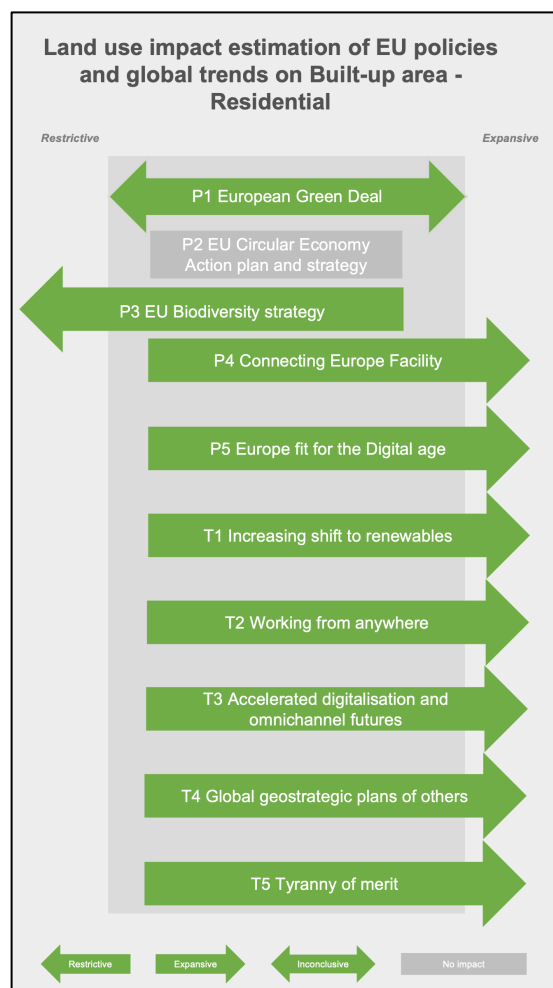 Land use impact estimation of EU policies
and global trends on Built-up area -
Residential
Restrictive
Expansive
P1 European Green Deal
P2 EU Circular Economy
Action plan and strategy
P3 EU Biodiversity strategy
P4 Connecting Europe Facility
P5 Europe fit for the Digital age
T1 Increasing shift to renewables
T2 Working from anywhere
T3 Accelerated digitalisation and
omnichannel futures
T4 Global geostrategic plans of others
T5 Tyranny of merit
Restrictive
Expansive
Inconclusive
No impact